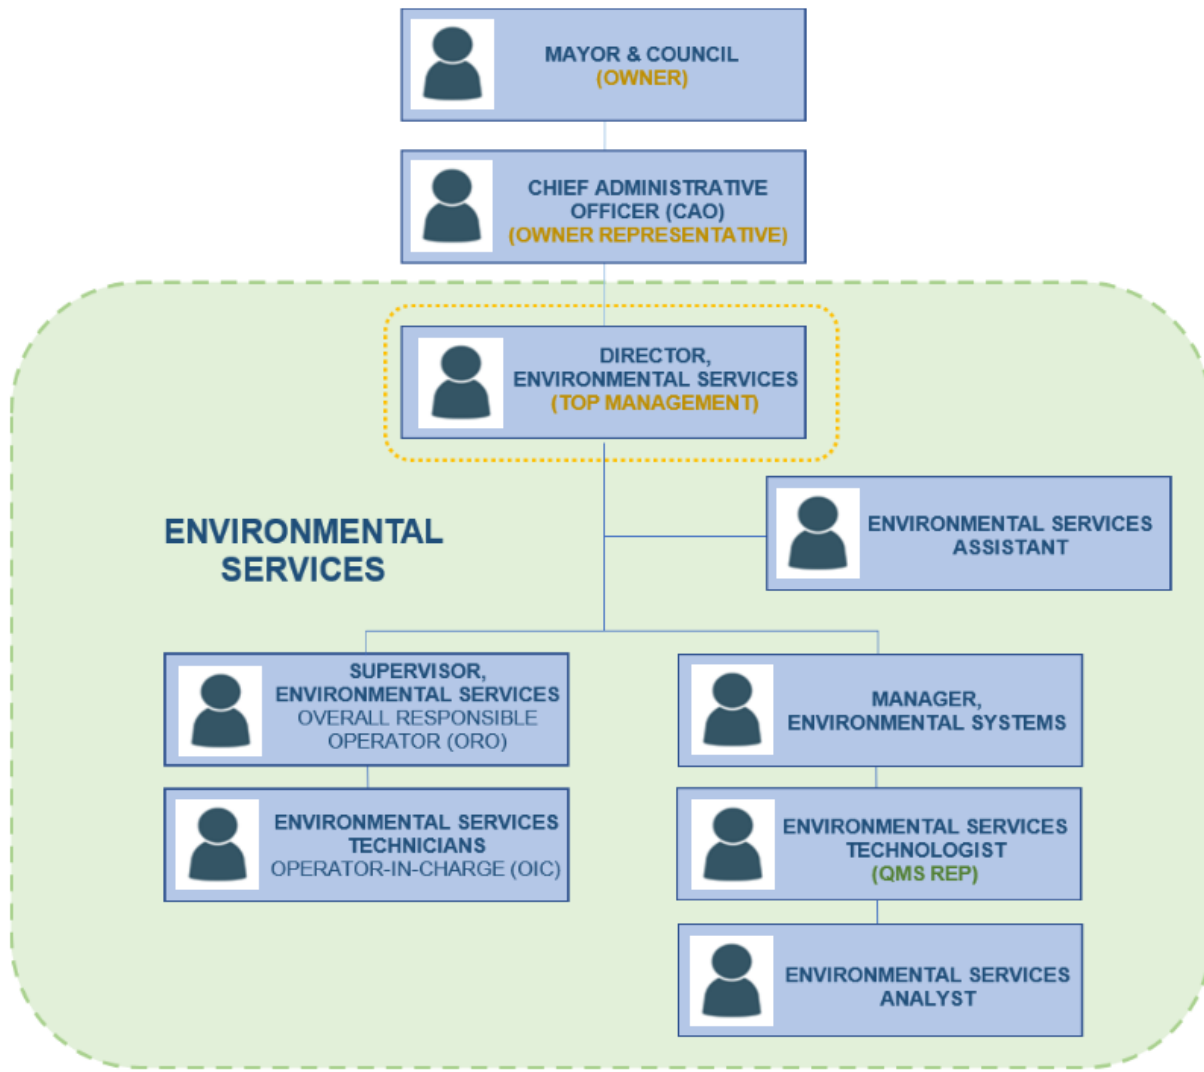 MAYOR & COUNCIL
(OWNER)
CHIEF ADMINISTRATIVE
OFFICER (CAO)
(OWNER REPRESENTATIVE)
DIRECTOR,
ENVIRONMENTAL SERVICES
(TOP MANAGEMENT)
ENVIRONMENTAL SERVICES
ASSISTANT
ENVIRONMENTAL
SERVICES
SUPERVISOR,
ENVIRONMENTAL SERVICES
OVERALL RESPONSIBLE
OPERATOR (ORO)
MANAGER,
ENVIRONMENTAL SYSTEMS
ENVIRONMENTAL SERVICES
TECHNICIANS
OPERATOR-IN-CHARGE (OIC)
ENVIRONMENTAL SERVICES
TECHNOLOGIST
(QMS REP)
ENVIRONMENTAL SERVICES
ANALYST